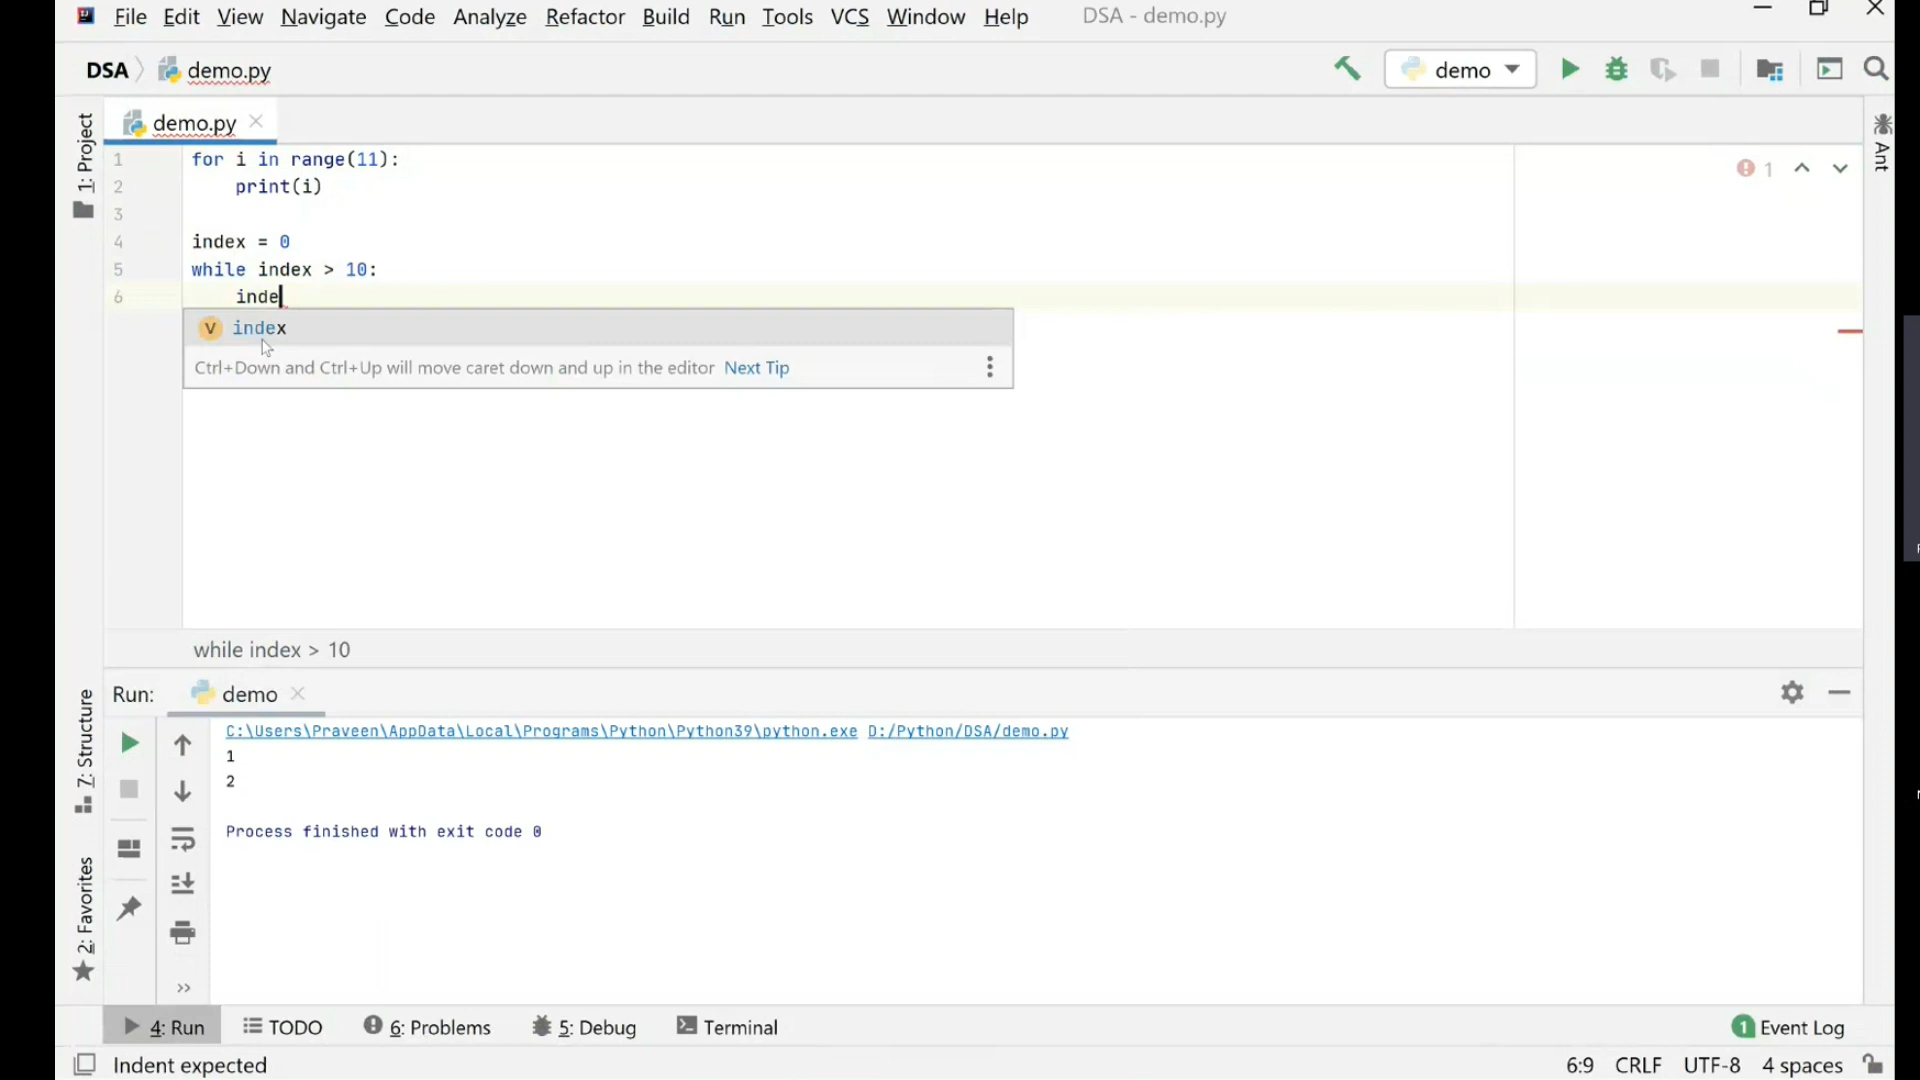 File Edit View Navigate Code Analyze Refactor Build Run Tools VCS Window Help DSA - demo.py
DSA demo.py demo
demo.py
1: Project
Ant
1 for i in range(11):
2     print(i)
3
4 index = 0
5 while index > 10:
6     inde
1
V index
Ctrl+Down and Ctrl+Up will move caret down and up in the editor Next Tip
while index > 10
Run: demo
7: Structure
2: Favorites
C:\Users\Praveen\AppData\Local\Programs\Python\Python39\python.exe D:/Python/DSA/demo.py
1
2
Process finished with exit code 0
4: Run TODO 6: Problems 5: Debug Terminal 1 Event Log
Indent expected 6:9 CRLF UTF-8 4 spaces